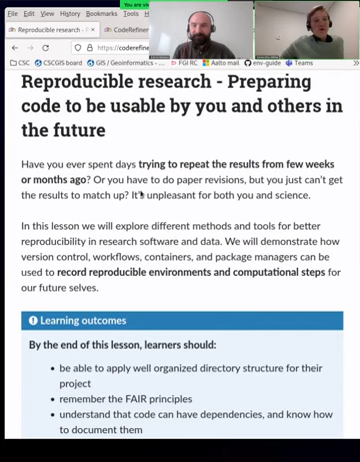 You are vie
File Edit View History Bookmarks Tools H
Reproducible research - P
CodeRefiner
https://coderefine
CSC CSCGIS board GIS / Geoinformatics - FGI RC Aalto mail env-guide Teams
Reproducible research - Preparing
code to be usable by you and others in
the future
Have you ever spent days trying to repeat the results from few weeks
or months ago? Or you have to do paper revisions, but you just can't get
the results to match up? It's unpleasant for both you and science.
In this lesson we will explore different methods and tools for better
reproducibility in research software and data. We will demonstrate how
version control, workflows, containers, and package managers can be
used to record reproducible environments and computational steps for
our future selves.
Learning outcomes
By the end of this lesson, learners should:
be able to apply well organized directory structure for their
project
remember the FAIR principles
understand that code can have dependencies, and know how
to document them